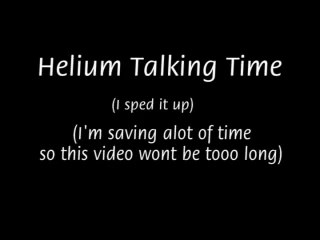 Helium Talking Time
(I sped it up)
(I'm saving alot of time
so this video wont be tooo long)